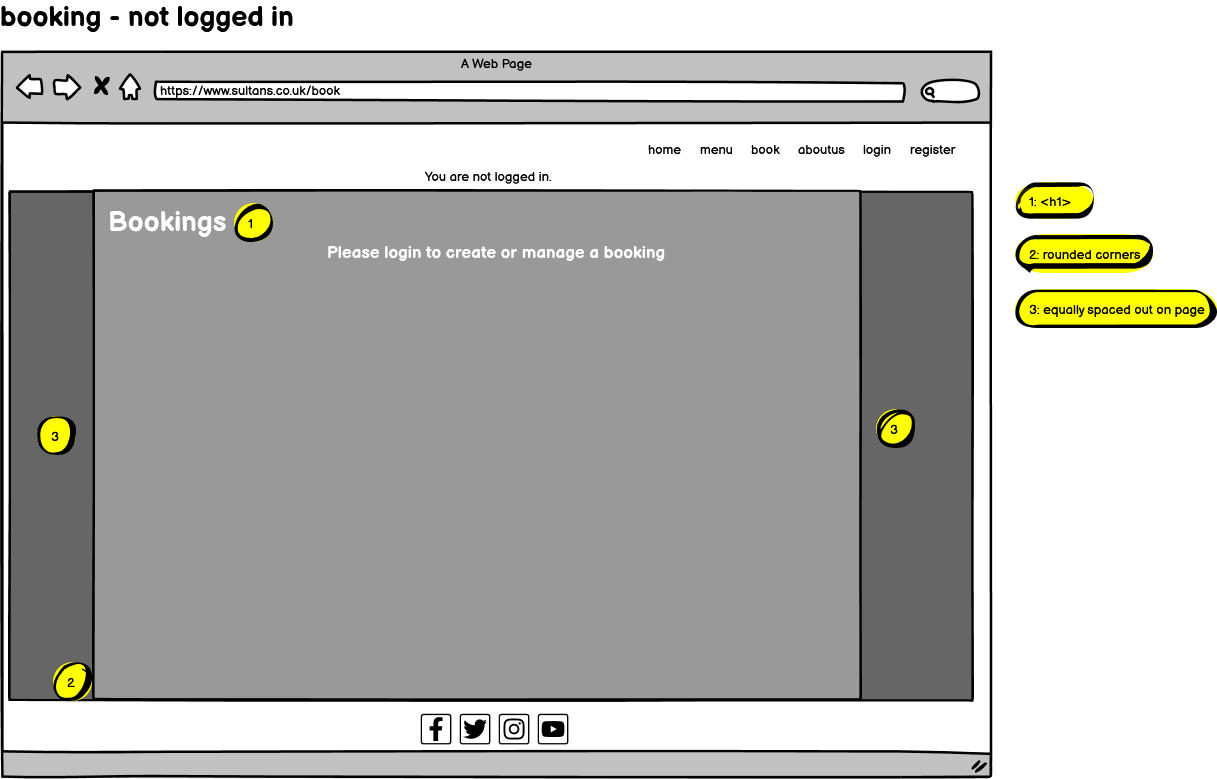 booking - not logged in
A Web Page
https://www.sultans.co.uk/book
home menu book aboutus login register
You are not logged in.
Bookings 1
Please login to create or manage a booking
3
3
2
1: <h1>
2: rounded corners
3: equally spaced out on page